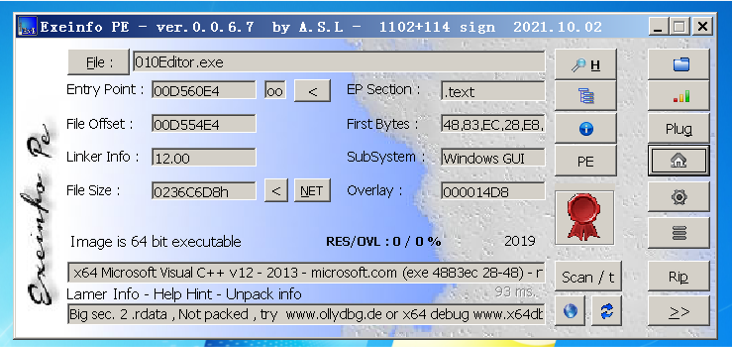 Exeinfo PE - ver.0.0.6.7 by A.S.L - 1102+114 sign 2021.10.02
File : 010Editor.exe
H
Entry Point : 00D560E4 oo < EP Section : .text
File Offset : 00D554E4 First Bytes : 48,83,EC,28,E8,
Plug
Linker Info : 12.00 SubSystem : Windows GUI
PE
File Size : 0236C6D8h < NET Overlay : 000014D8
Image is 64 bit executable RES/OVL : 0 / 0 % 2019
Exeinfo Pe
x64 Microsoft Visual C++ v12 - 2013 - microsoft.com (exe 4883ec 28-48) - 
Scan / t
Rip
Lamer Info - Help Hint - Unpack info 93 ms.
Big sec. 2 .rdata , Not packed , try www.ollydbg.de or x64 debug www.x64d
>>